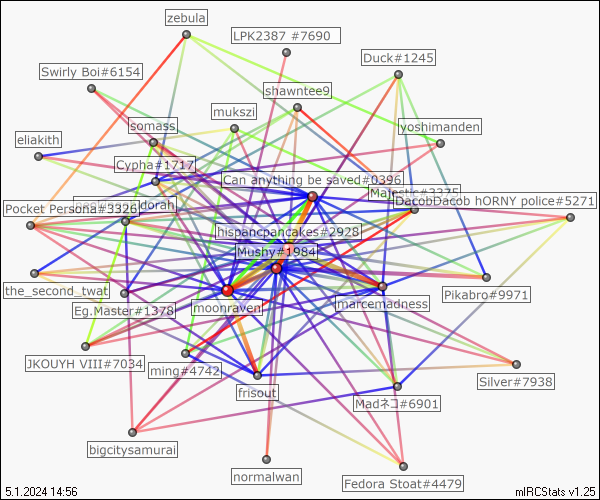 zebula
LPK2387 #7690
Duck#1245
Swirly Boi#6154
shawntee9
mukszi
somass
yoshimanden
eliakith
Cypha#1717
Can anything be saved#0396
Majestic#3375
DacobDacob hORNY police#5271
Pocket Persona#3326
dorah
hispancpancakes#2928
Mushy#1984
the_second_twat
Pikabro#9971
Eg.Master#1378
moonraven
marcemadness
JKOUYH VIII#7034
ming#4742
Silver#7938
frisout
Madネコ#6901
bigcitysamurai
normalwan
Fedora Stoat#4479
5.1.2024 14:56
mIRCStats v1.25